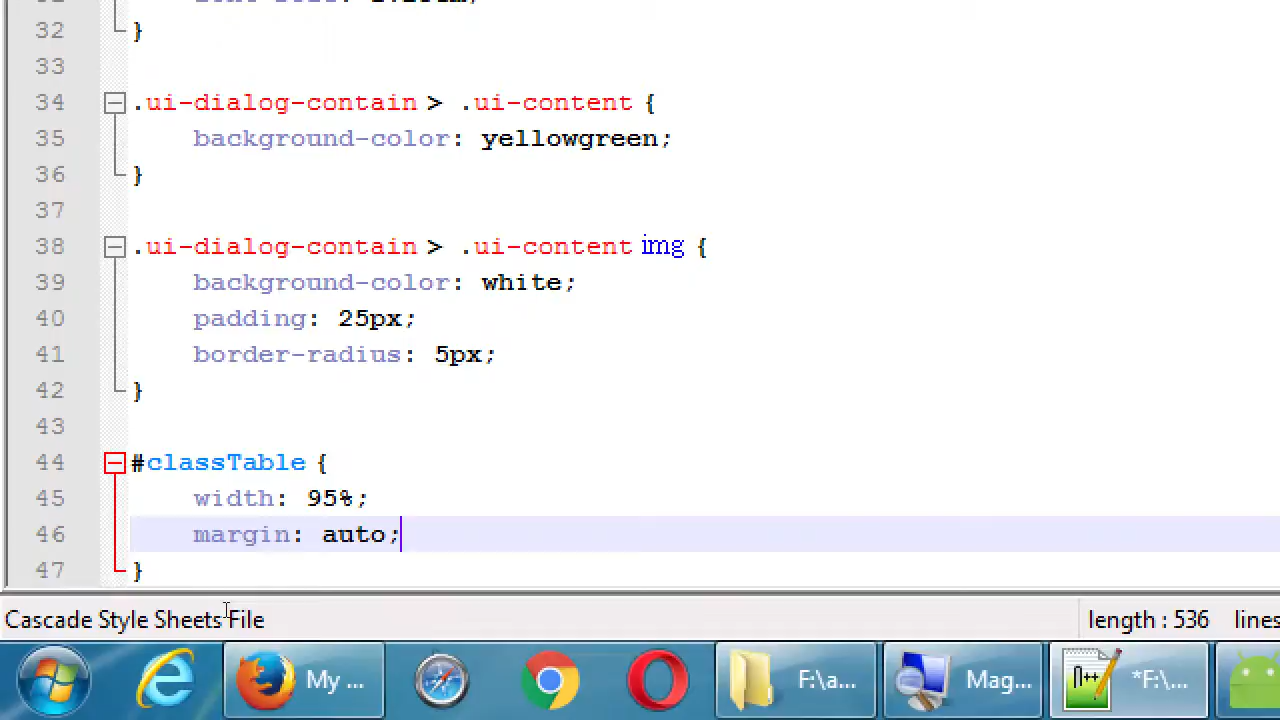 32 }
33
34 .ui-dialog-contain > .ui-content {
35 background-color: yellowgreen;
36 }
37
38 .ui-dialog-contain > .ui-content img {
39 background-color: white;
40 padding: 25px;
41 border-radius: 5px;
42 }
43
44 #classTable {
45 width: 95%;
46 margin: auto;
47 }
Cascade Style Sheets File length : 536 lines
My ... F:\a... Mag... *F:\...